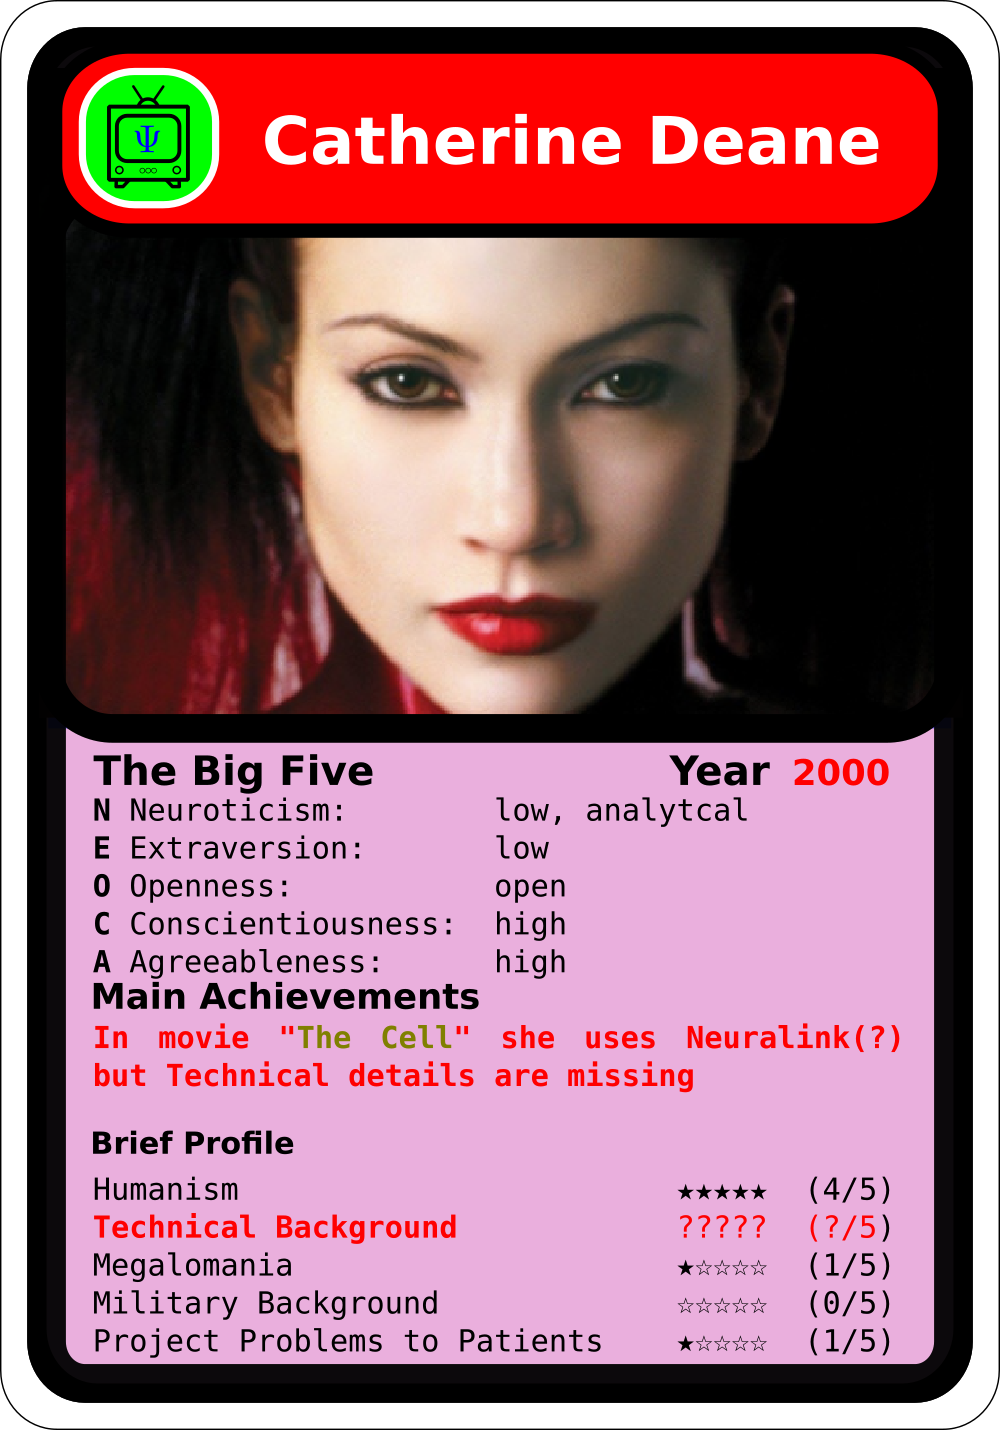 Ψ
Catherine Deane
The Big Five Year 2000
N Neuroticism: low, analytcal
E Extraversion: low
O Openness: open
C Conscientiousness: high
A Agreeableness: high
Main Achievements
In movie "The Cell" she uses Neuralink(?)
but Technical details are missing
Brief Profile
Humanism ★★★★★ (4/5)
Technical Background ????? (?/5)
Megalomania ★☆☆☆☆ (1/5)
Military Background ☆☆☆☆☆ (0/5)
Project Problems to Patients ★☆☆☆☆ (1/5)